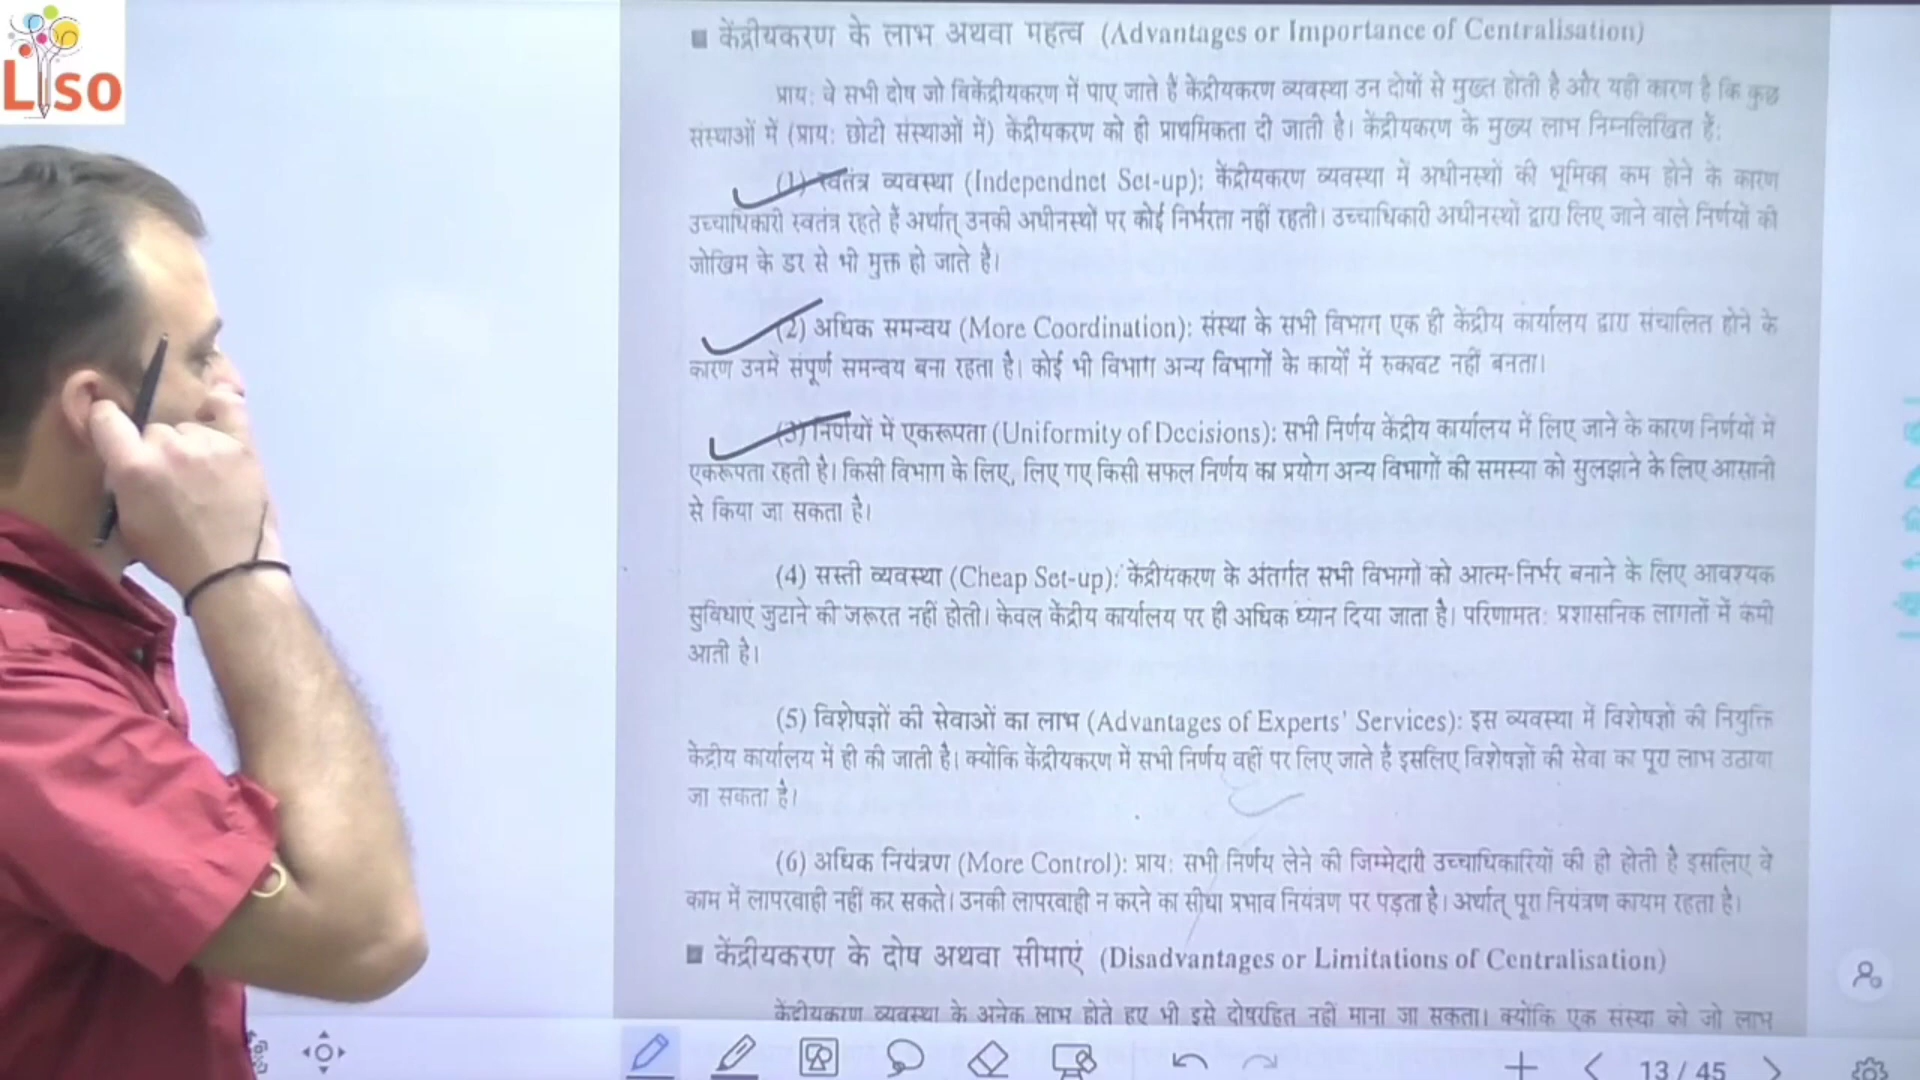 Liso
■ केंद्रीयकरण के लाभ अथवा महत्व (Advantages or Importance of Centralisation)
प्राय: वे सभी दोष जो विकेंद्रीयकरण में पाए जाते हैं केंद्रीयकरण व्यवस्था उन दोषों से मुख्त होती है और यही कारण है कि कुछ
संस्थाओं में (प्राय: छोटी संस्थाओं में) केंद्रीयकरण को ही प्राथमिकता दी जाती है। केंद्रीयकरण के मुख्य लाभ निम्नलिखित हैं:
(1) स्वतंत्र व्यवस्था (Independnet Set-up): केंद्रीयकरण व्यवस्था में अधीनस्थों की भूमिका कम होने के कारण
उच्चाधिकारी स्वतंत्र रहते हैं अर्थात् उनकी अधीनस्थों पर कोई निर्भरता नहीं रहती। उच्चाधिकारी अधीनस्थों द्वारा लिए जाने वाले निर्णयों की
जोखिम के डर से भी मुक्त हो जाते है।
(2) अधिक समन्वय (More Coordination): संस्था के सभी विभाग एक ही केंद्रीय कार्यालय द्वारा संचालित होने के
कारण उनमें संपूर्ण समन्वय बना रहता है। कोई भी विभाग अन्य विभागों के कार्यों में रुकावट नहीं बनता।
(3) निर्णयों में एकरूपता (Uniformity of Decisions): सभी निर्णय केंद्रीय कार्यालय में लिए जाने के कारण निर्णयों में
एकरूपता रहती है। किसी विभाग के लिए, लिए गए किसी सफल निर्णय का प्रयोग अन्य विभागों की समस्या को सुलझाने के लिए आसानी
से किया जा सकता है।
(4) सस्ती व्यवस्था (Cheap Set-up): केंद्रीयकरण के अंतर्गत सभी विभागों को आत्म-निर्भर बनाने के लिए आवश्यक
सुविधाएं जुटाने की जरूरत नहीं होती। केवल केंद्रीय कार्यालय पर ही अधिक ध्यान दिया जाता है। परिणामत: प्रशासनिक लागतों में कमी
आती है।
(5) विशेषज्ञों की सेवाओं का लाभ (Advantages of Experts' Services): इस व्यवस्था में विशेषज्ञों की नियुक्ति
केंद्रीय कार्यालय में ही की जाती है। क्योंकि केंद्रीयकरण में सभी निर्णय वहीं पर लिए जाते है इसलिए विशेषज्ञों की सेवा का पूरा लाभ उठाया
जा सकता है।
(6) अधिक नियंत्रण (More Control): प्राय: सभी निर्णय लेने की जिम्मेदारी उच्चाधिकारियों की ही होती है इसलिए वे
काम में लापरवाही नहीं कर सकते। उनकी लापरवाही न करने का सीधा प्रभाव नियंत्रण पर पड़ता है। अर्थात् पूरा नियंत्रण कायम रहता है।
■ केंद्रीयकरण के दोष अथवा सीमाएं (Disadvantages or Limitations of Centralisation)
केंद्रीयकरण व्यवस्था के अनेक लाभ होते हुए भी इसे दोषरहित नहीं माना जा सकता। क्योंकि एक संस्था को जो लाभ
13 / 45